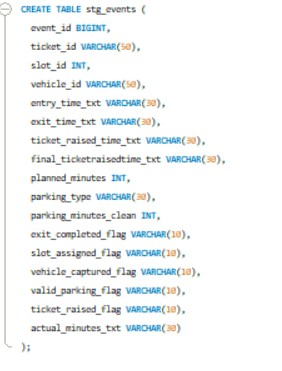 CREATE TABLE stg_events (
event_id BIGINT,
ticket_id VARCHAR(50),
slot_id INT,
vehicle_id VARCHAR(50),
entry_time_txt VARCHAR(30),
exit_time_txt VARCHAR(30),
ticket_raised_time_txt VARCHAR(30),
final_ticketraisedtime_txt VARCHAR(30),
planned_minutes INT,
parking_type VARCHAR(30),
parking_minutes_clean INT,
exit_completed_flag VARCHAR(10),
slot_assigned_flag VARCHAR(10),
vehicle_captured_flag VARCHAR(10),
valid_parking_flag VARCHAR(10),
ticket_raised_flag VARCHAR(10),
actual_minutes_txt VARCHAR(30)
);